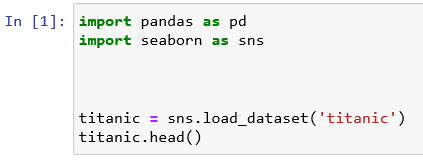 In [1]: import pandas as pd
import seaborn as sns
titanic = sns.load_dataset('titanic')
titanic.head()